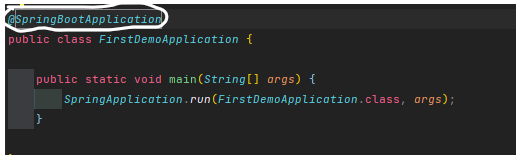 @SpringBootApplication
public class FirstDemoApplication {
public static void main(String[] args) {
SpringApplication.run(FirstDemoApplication.class, args);
}